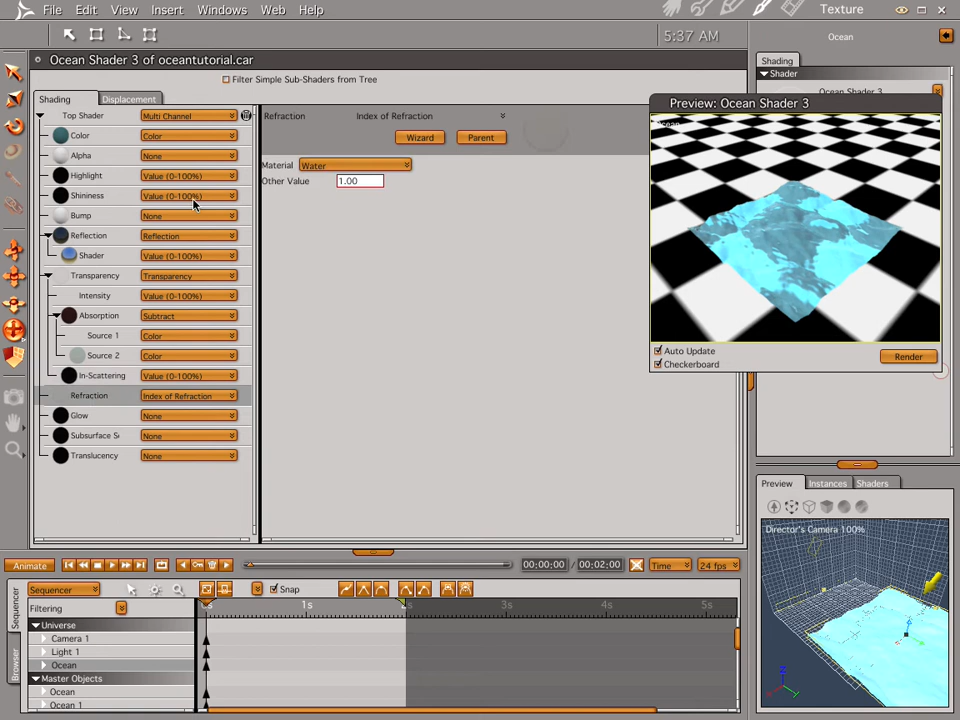 File Edit View Insert Windows Web Help Texture
5:37 AM
Ocean
Ocean Shader 3 of oceantutorial.car
Filter Simple Sub-Shaders from Tree
Shading Displacement
Shading
Shader
Ocean Shader 3
Top Shader Multi Channel
Color Color
Alpha None
Highlight Value (0-100%)
Shininess Value (0-100%)
Bump None
Reflection Reflection
Shader Value (0-100%)
Transparency Transparency
Intensity Value (0-100%)
Absorption Subtract
Source 1 Color
Source 2 Color
In-Scattering Value (0-100%)
Refraction Index of Refraction
Glow None
Subsurface S None
Translucency None
Refraction Index of Refraction
Wizard Parent
Material Water
Other Value 1.00
Preview: Ocean Shader 3
Auto Update
Checkerboard
Render
Preview Instances Shaders
Director's Camera 100%
Animate 00:00;00 / 00:02;00 Time 24 fps
Sequencer Snap
Sequencer
Browser
Filtering
1s 2s 3s 4s 5s
Universe
Camera 1
Light 1
Ocean
Master Objects
Ocean
Ocean 1